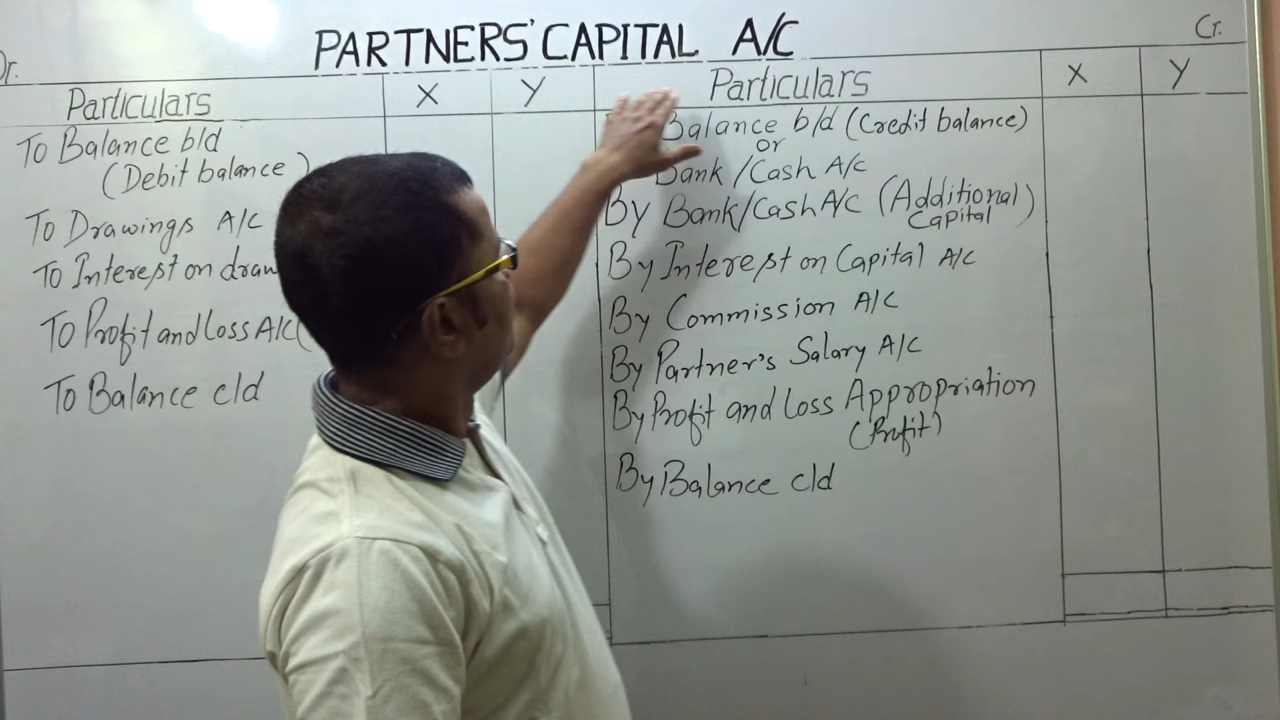 PARTNERS' CAPITAL A/C
Dr.
Cr.
Particulars X Y Particulars X Y
To Balance b/d
(Debit balance)
To Drawings A/C
To Interest on
To Profit and Loss A/C (
To Balance c/d
Balance b/d (Credit balance)
or
Bank/Cash A/C
By Bank/Cash A/C (Additional
Capital)
By Interest on Capital A/C
By Commission A/C
By Partner's Salary A/C
By Profit and Loss Appropriation
(Profit)
By Balance c/d